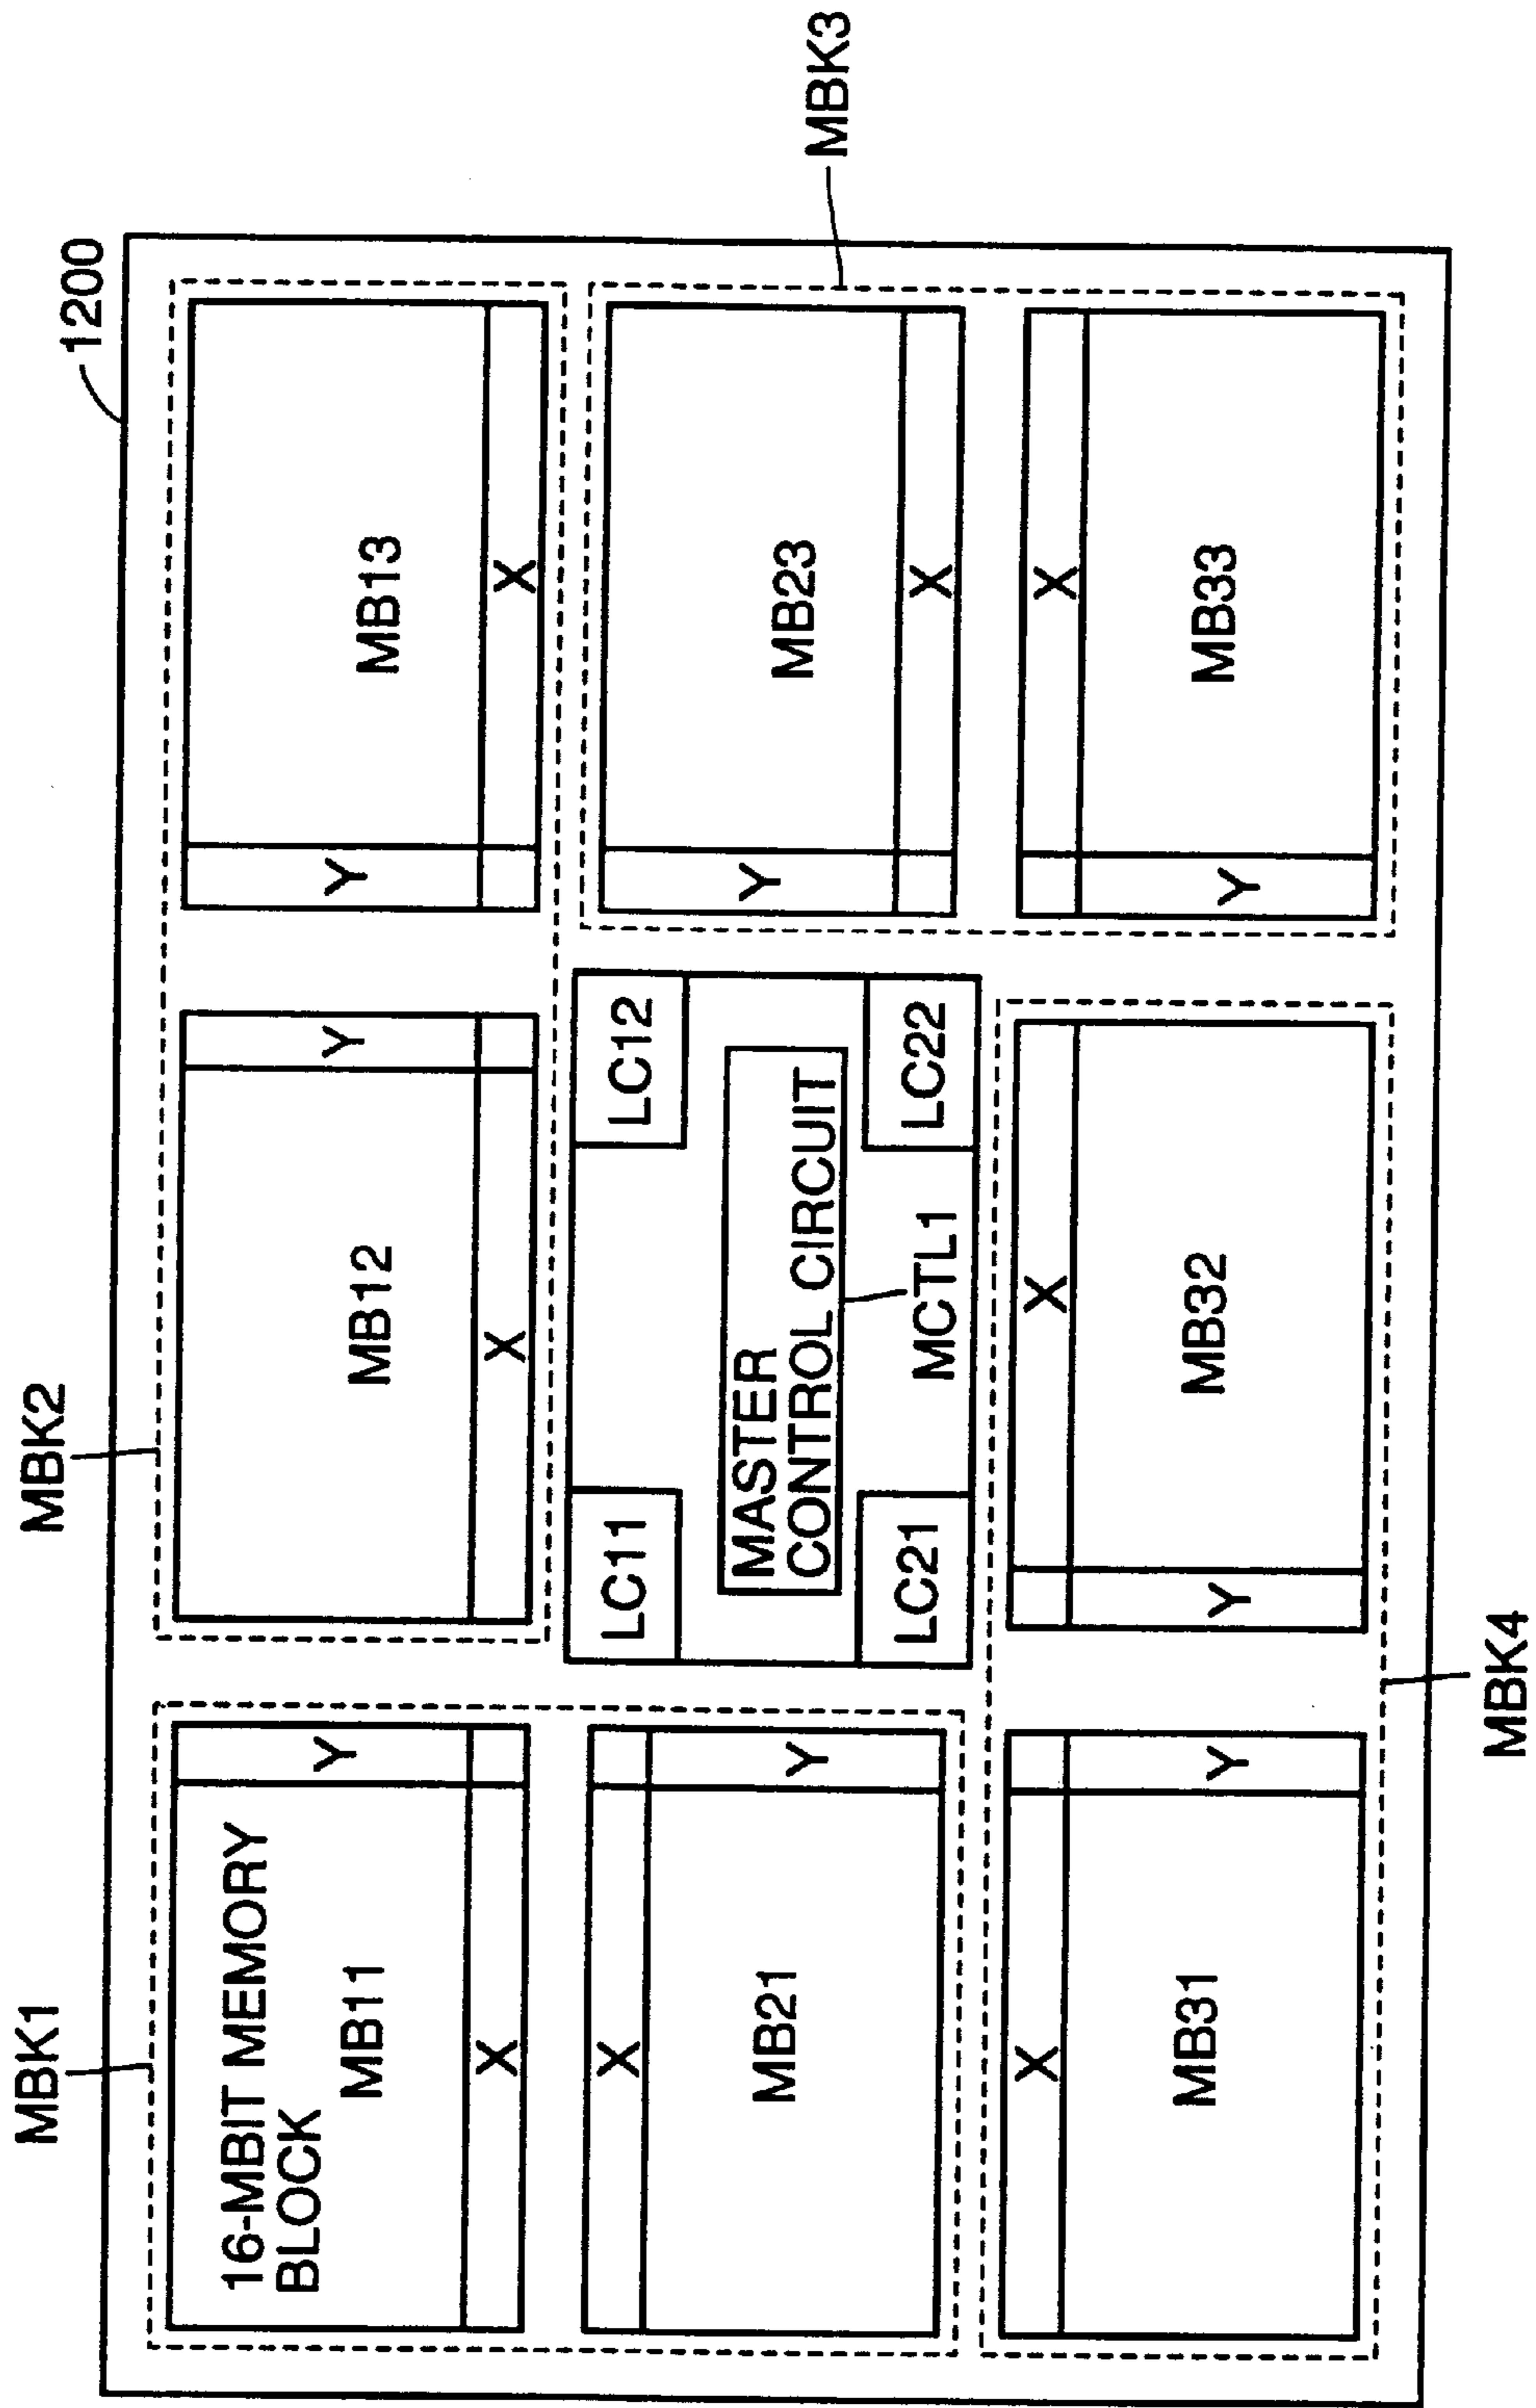 1200
MBK1
MBK2
16-MBIT MEMORY
BLOCK
MB11
Y
X
MB12
Y
X
Y
MB13
X
X
MB21
Y
LC11
LC12
MASTER
CONTROL CIRCUIT
MCTL1
LC21
LC22
Y
MB23
X
MBK3
X
MB31
Y
X
MB32
Y
X
MB33
Y
MBK4